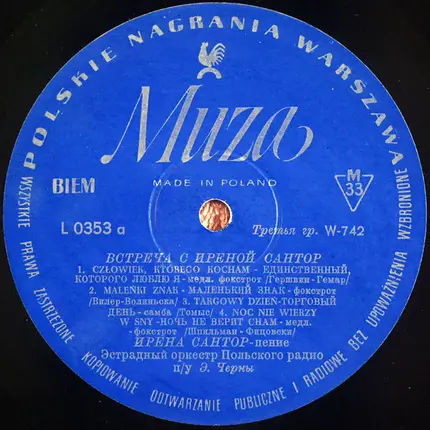 POLSKIE NAGRANIA WARSZAWA
Muza
BIEM
MADE IN POLAND
M
33
L 0353 a
Третья гр. W-742
ВСТРЕЧА С ИРЕНОЙ САНТОР
1. CZŁOWIEK, KTÓREGO KOCHAM - ЕДИНСТВЕННЫЙ,
КОТОРОГО ЛЮБЛЮ Я - медл. фокстрот /Гершвин-Гемар/
2. MALEŃKI ZNAK - МАЛЕНЬКИЙ ЗНАК - фокстрот
/Вилер-Волиньска/ 3. TARGOWY DZIEŃ-ТОРГОВЫЙ
ДЕНЬ - самба /Томыс/ 4. NOC NIE WIERZY
W SNY - НОЧЬ НЕ ВЕРИТ СНАМ - медл.
фокстрот /Шпильман - Фицовски/
ИРЕНА САНТОР - пение
Эстрадный оркестр Польского радио
п/у Э. Черны
WSZYSTKIE PRAWA ZASTRZEŻONE. KOPIOWANIE ODTWARZANIE PUBLICZNE I RADIOWE BEZ UPOWAŻNIENIA WZBRONIONE